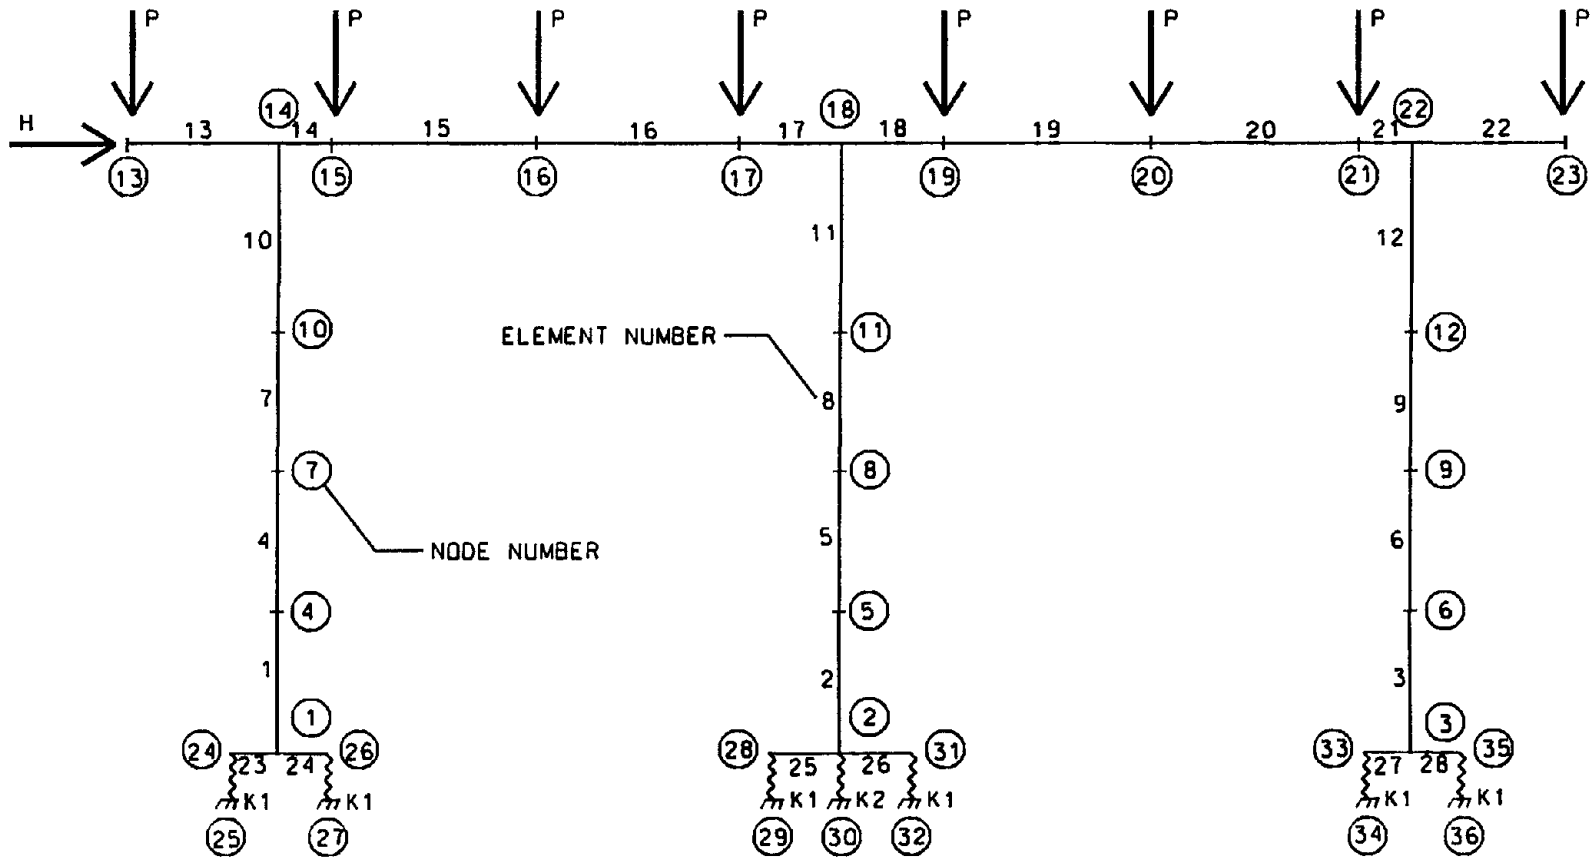 P P P P P P P P
H
14 18 22
13 14 15 16 17 18 19 20 21 22
13 15 16 17 19 20 21 23
10 11 12
ELEMENT NUMBER
10 11 12
7 8 9
7 8 9
4 5 6
NODE NUMBER
4 5 6
1 2 3
1 2 3
24 26 28 31 33 35
23 24 25 26 27 28
K1 K1 K1 K2 K1 K1 K1
25 27 29 30 32 34 36